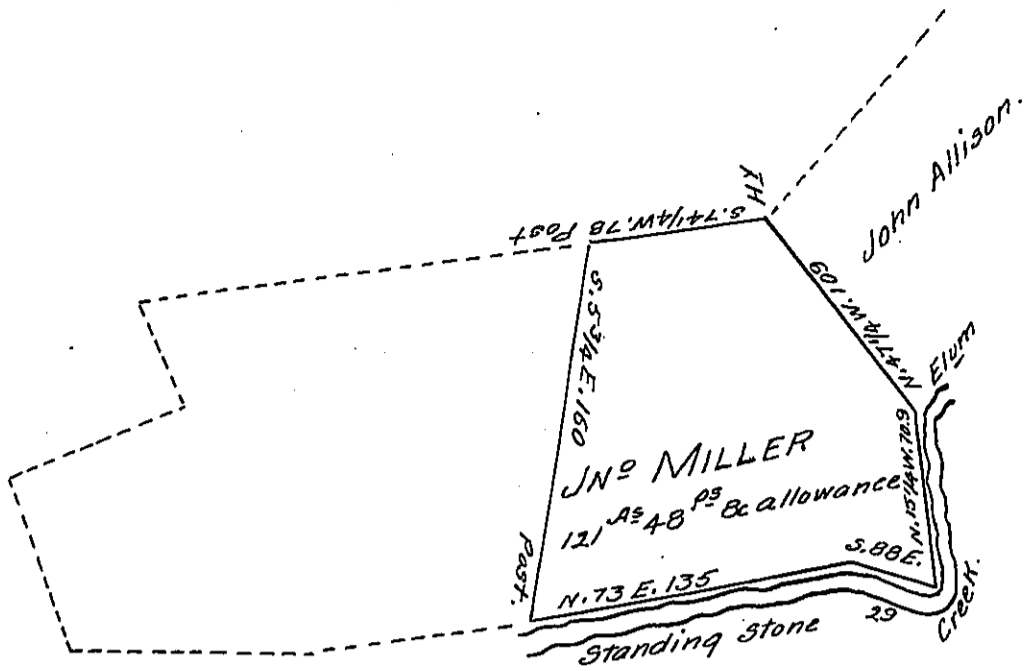 John Allison.
KH
S.74 1/4 W. 78
Post
N.47 1/4 W. 109
Elum
S.5 3/4 E. 160
JNO MILLER
121 As 48 Ps & allowance
N.15 1/4 W. 70.9
S.88 E.
29
Post.
N.73 E. 135
Standing Stone
Creek.